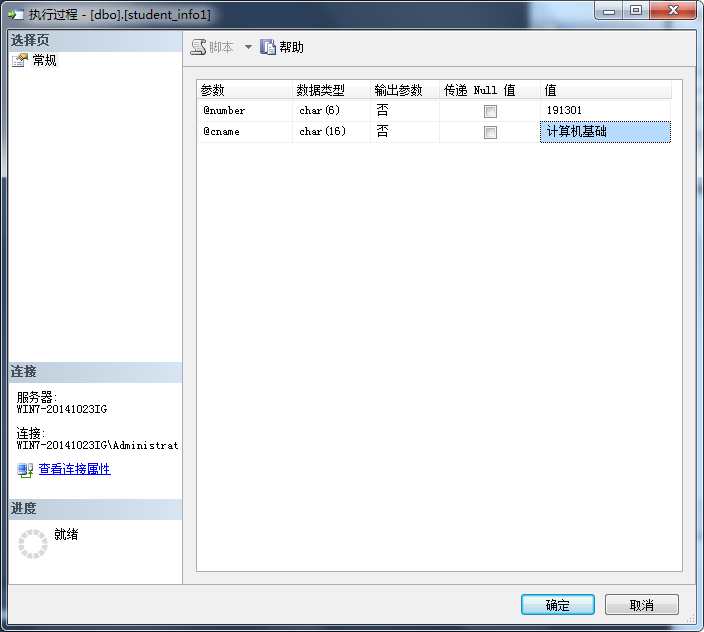 执行过程 - [dbo].[student_info1]
选择页
常规
脚本 帮助
参数 数据类型 输出参数 传递 Null 值 值
@number char(6) 否 191301
@cname char(16) 否 计算机基础
连接
服务器:
WIN7-20141023IG
连接:
WIN7-20141023IG\Administrat
查看连接属性
进度
就绪
确定 取消